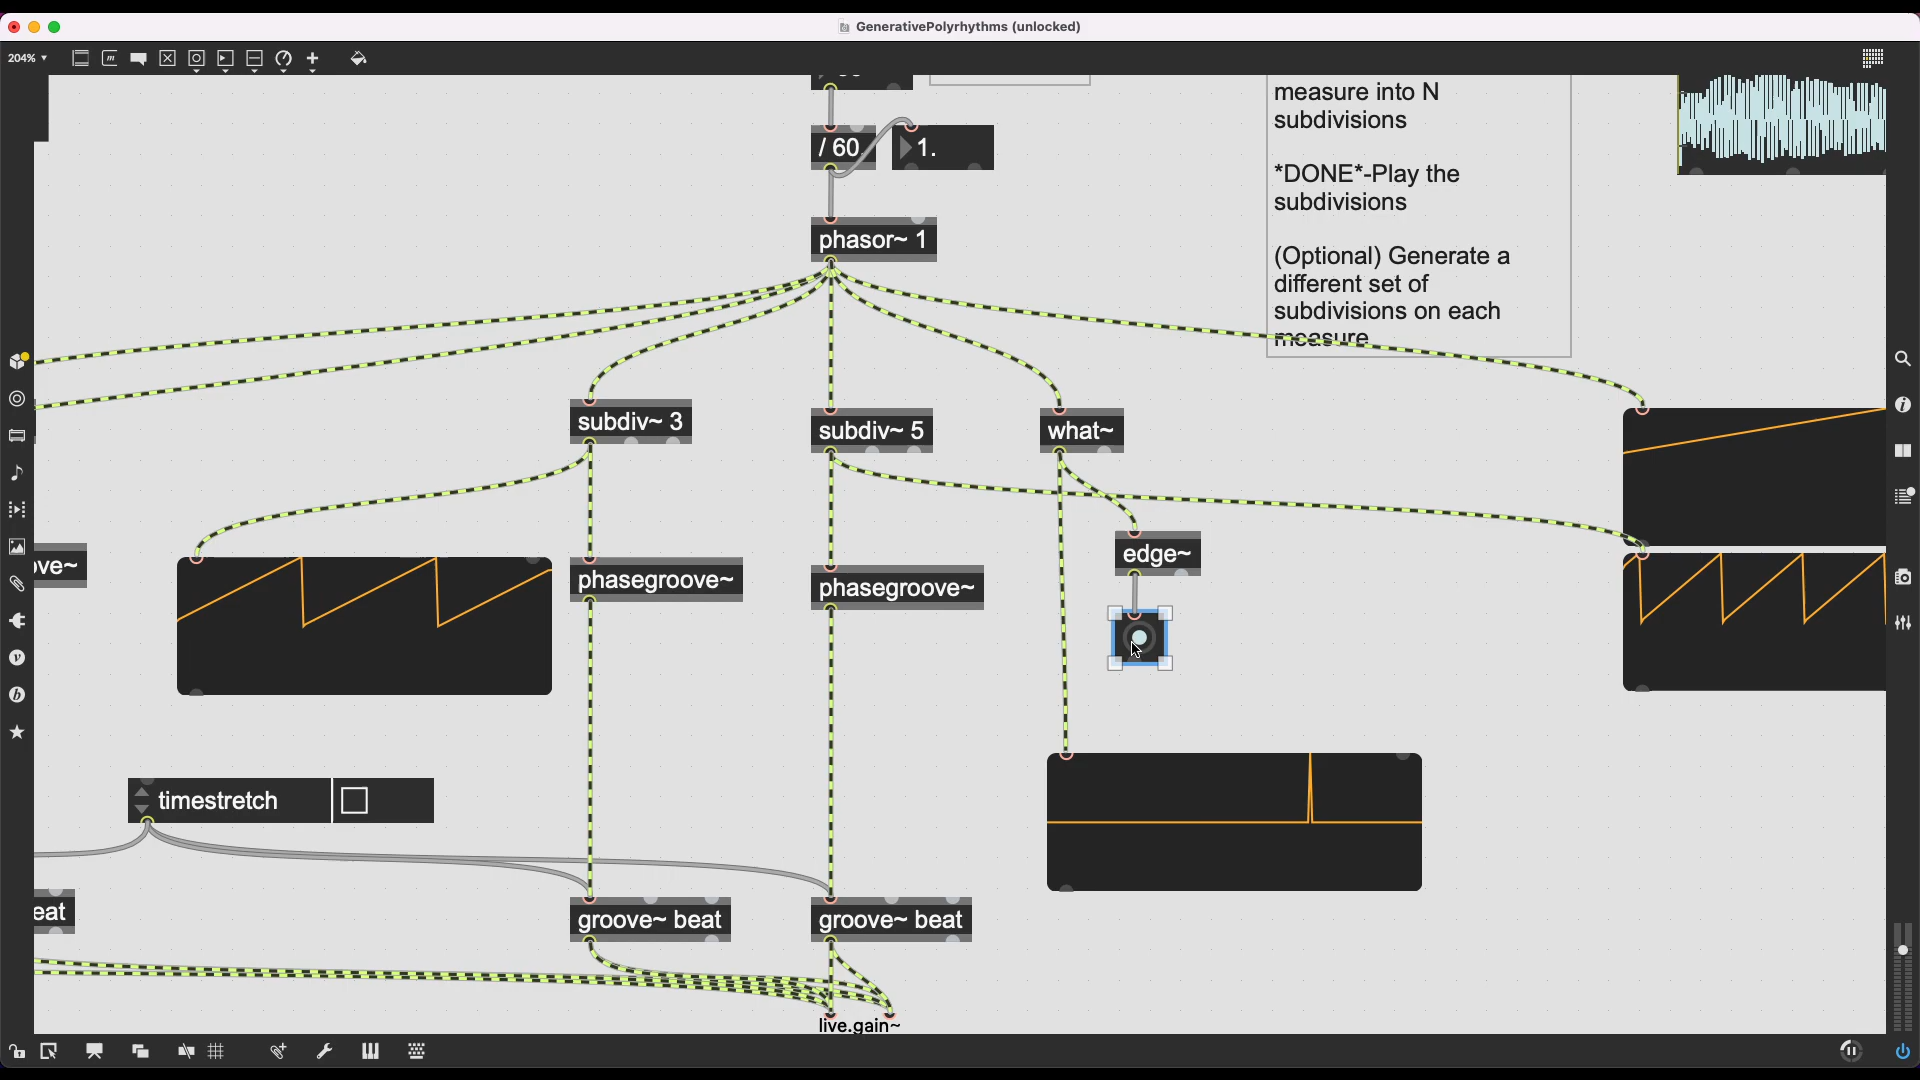 GenerativePolyrhythms (unlocked)
204%
/ 60.
1.
measure into N
subdivisions
*DONE*-Play the
subdivisions
(Optional) Generate a
different set of
subdivisions on each
measure
phasor~ 1
subdiv~ 3
subdiv~ 5
what~
edge~
ove~
phasegroove~
phasegroove~
timestretch
eat
groove~ beat
groove~ beat
live.gain~